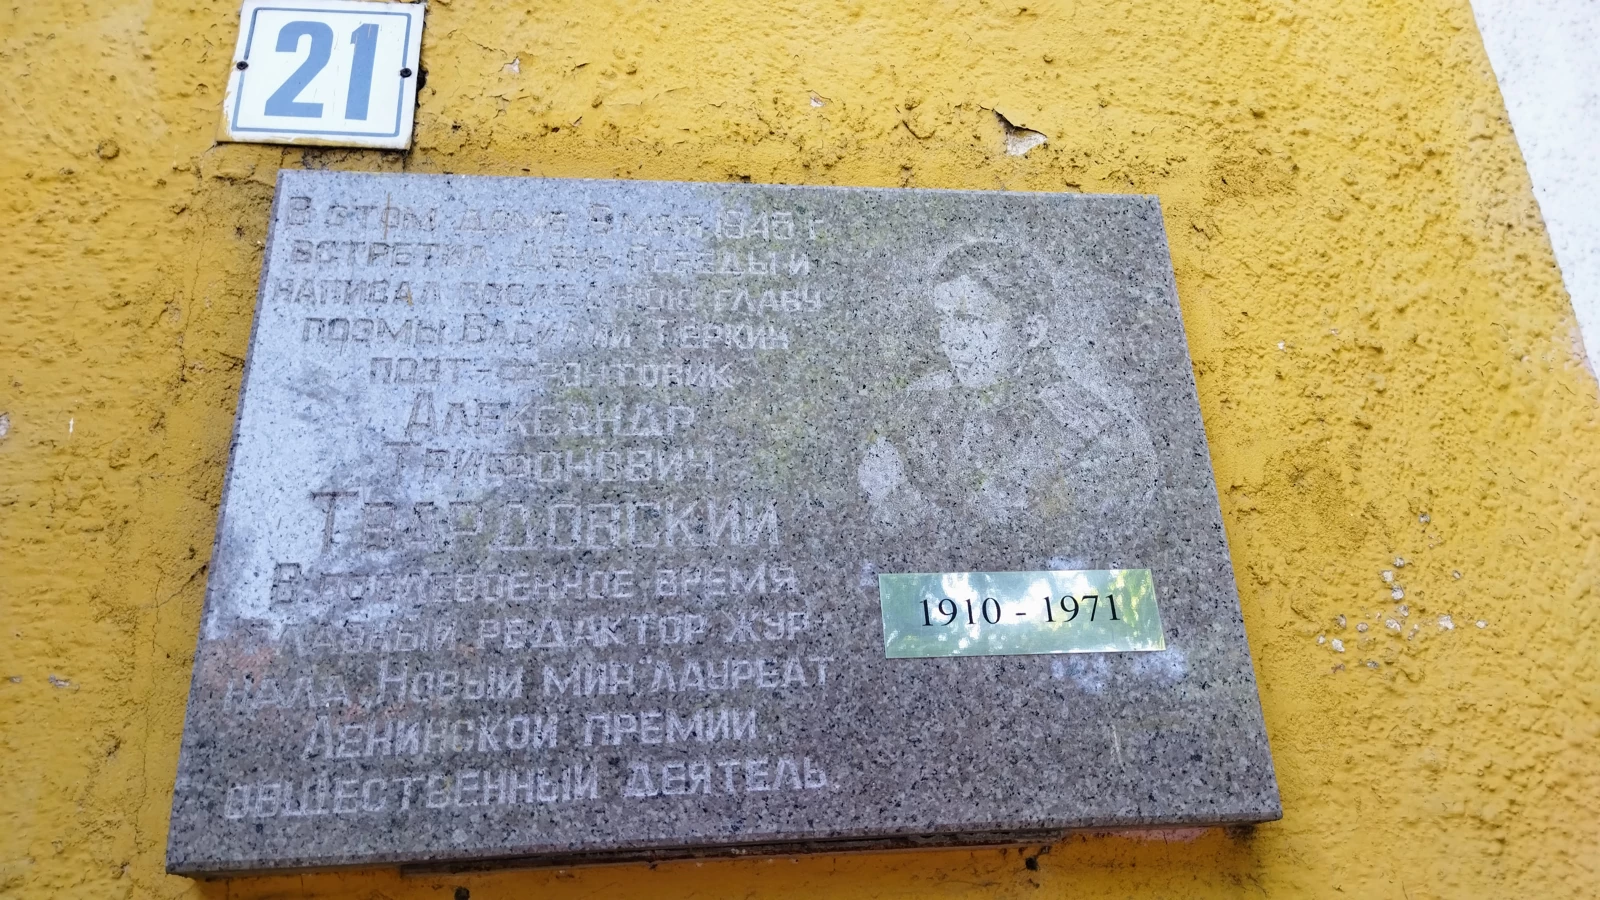 21
В этом доме 9 мая 1945 г.
встретил День Победы и
написал последнюю главу
поэмы Василий Теркин
поэт-фронтовик
Александр
Трифонович
Твардовский
В послевоенное время
главный редактор жур-
нала „Новый мир" лауреат
Ленинской премии
общественный деятель
1910 - 1971